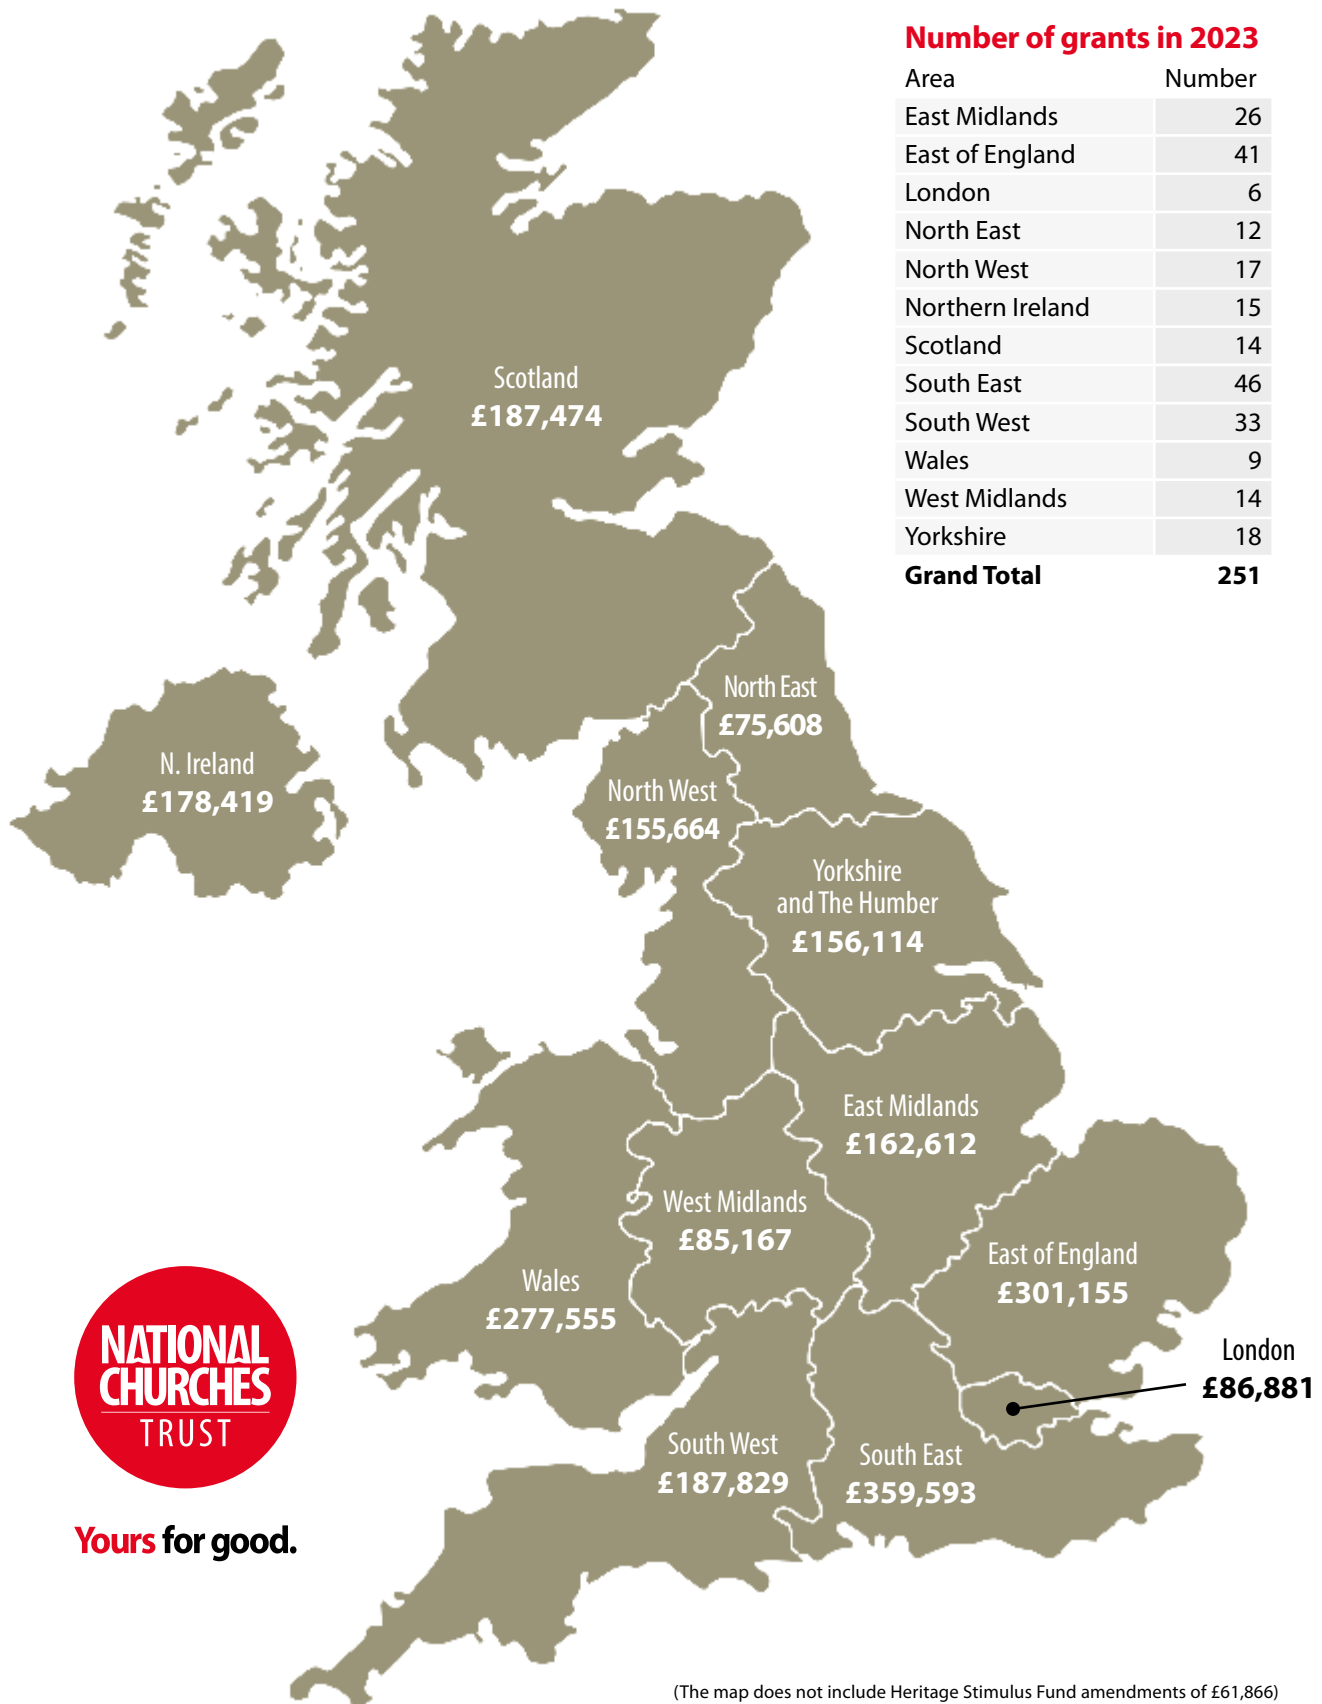 Number of grants in 2023
Area Number
East Midlands 26
East of England 41
London 6
North East 12
North West 17
Northern Ireland 15
Scotland 14
South East 46
South West 33
Wales 9
West Midlands 14
Yorkshire 18
Grand Total 251
Scotland
£187,474
North East
£75,608
N. Ireland
£178,419
North West
£155,664
Yorkshire
and The Humber
£156,114
East Midlands
£162,612
West Midlands
£85,167
East of England
£301,155
Wales
£277,555
London
£86,881
South West
£187,829
South East
£359,593
NATIONAL
CHURCHES
TRUST
Yours for good.
(The map does not include Heritage Stimulus Fund amendments of £61,866)